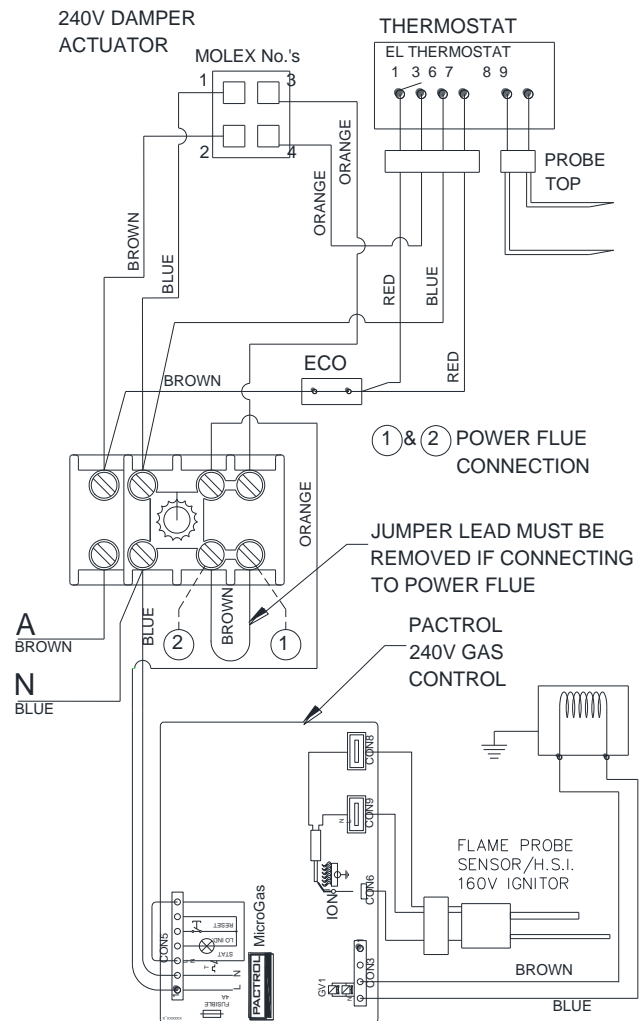 240V DAMPER
ACTUATOR
MOLEX No.'s
1
3
2
4
THERMOSTAT
EL THERMOSTAT
1 3 6 7 8 9
PROBE
TOP
BROWN
BLUE
ORANGE
ORANGE
RED
BLUE
RED
BROWN
ECO
1 & 2 POWER FLUE
CONNECTION
ORANGE
JUMPER LEAD MUST BE
REMOVED IF CONNECTING
TO POWER FLUE
A
BROWN
N
BLUE
BLUE
2
BROWN
1
PACTROL
240V GAS
CONTROL
CON8
CON9
N
ION
CON6
FLAME PROBE
SENSOR/H.S.I.
160V IGNITOR
CON5
RESET
LO IND
STAT
T
N
L
FUSIBLE
4A
MicroGas
PACTROL
GV1
CON3
N
BROWN
BLUE